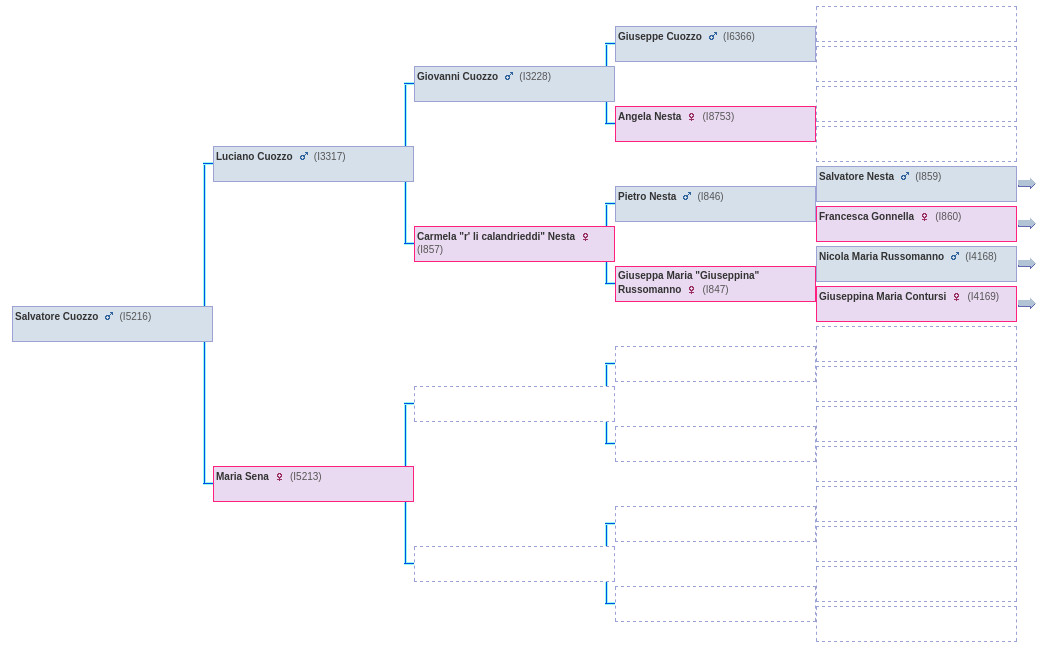 Giuseppe Cuozzo ♂ (I6366)
Giovanni Cuozzo ♂ (I3228)
Angela Nesta ♀ (I8753)
Luciano Cuozzo ♂ (I3317)
Salvatore Nesta ♂ (I859)
Pietro Nesta ♂ (I846)
Francesca Gonnella ♀ (I860)
Carmela "r' li calandrieddi" Nesta ♀
(I857)
Nicola Maria Russomanno ♂ (I4168)
Giuseppa Maria "Giuseppina"
Russomanno ♀ (I847)
Giuseppina Maria Contursi ♀ (I4169)
Salvatore Cuozzo ♂ (I5216)
Maria Sena ♀ (I5213)